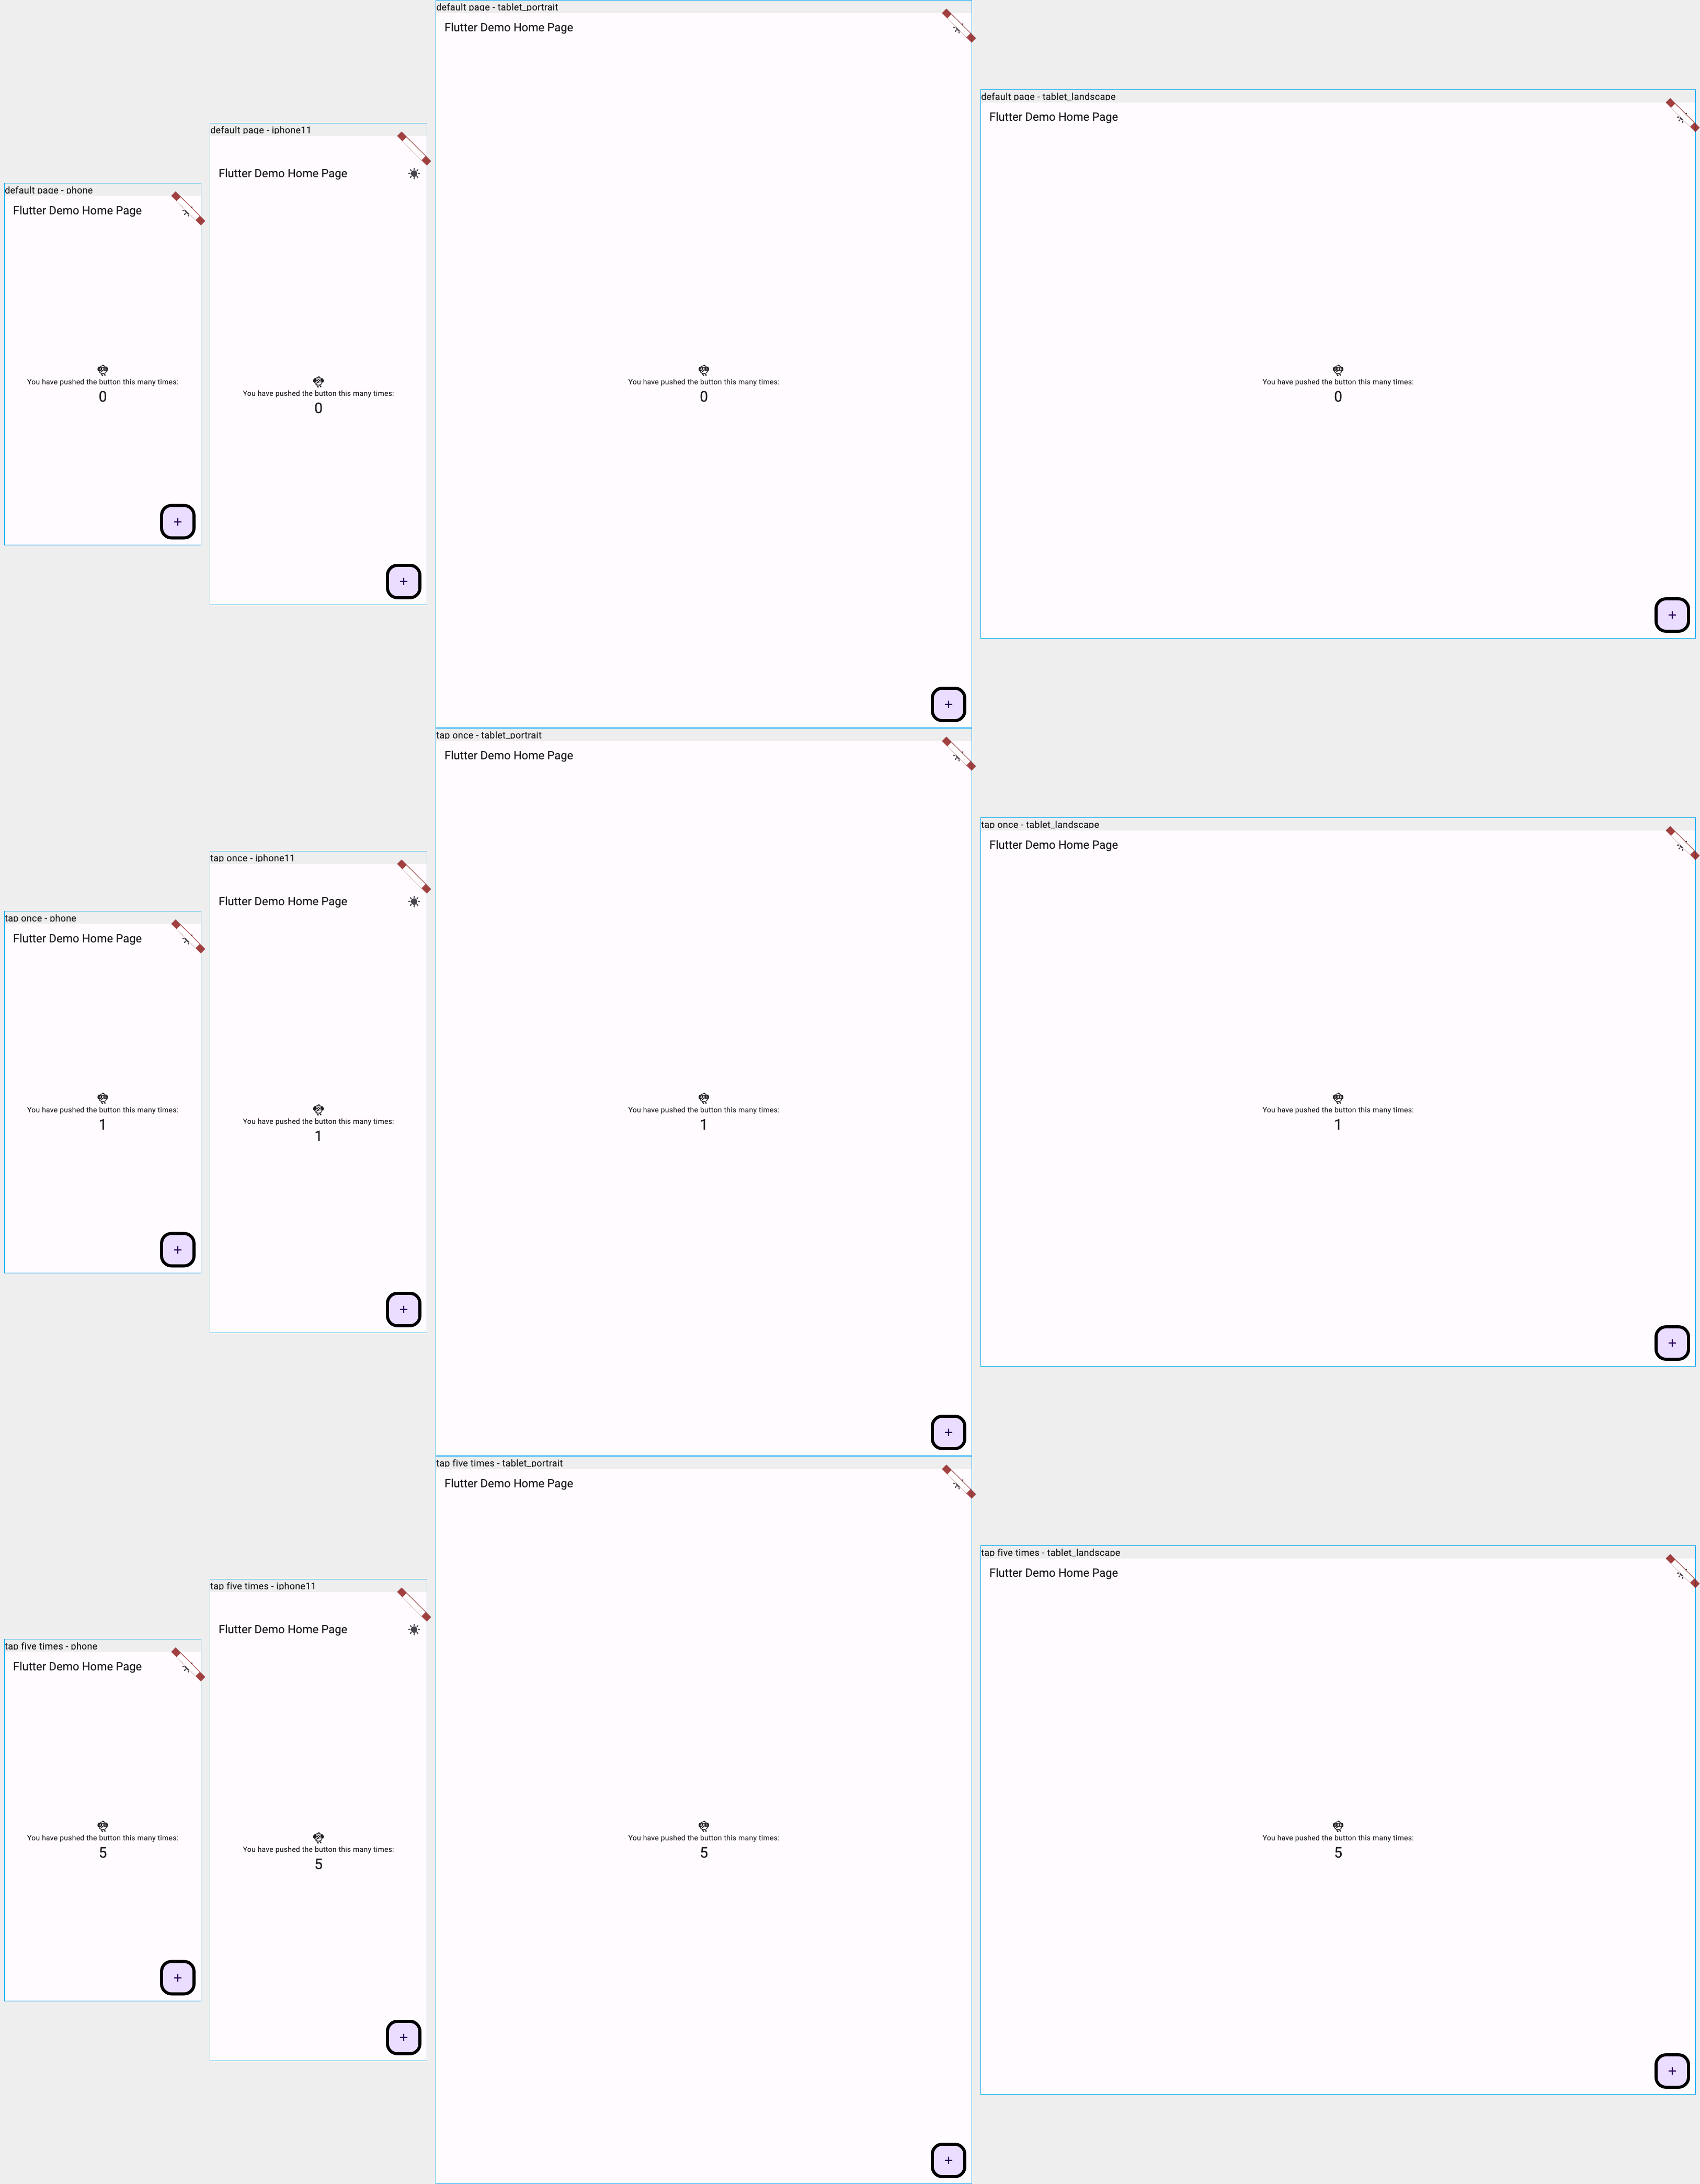 default page - tablet_portrait
Flutter Demo Home Page
You have pushed the button this many times:
0
+
default page - tablet_landscape
Flutter Demo Home Page
You have pushed the button this many times:
0
+
default page - iphone11
Flutter Demo Home Page
You have pushed the button this many times:
0
+
default page - phone
Flutter Demo Home Page
You have pushed the button this many times:
0
+
tap once - tablet_portrait
Flutter Demo Home Page
You have pushed the button this many times:
1
+
tap once - tablet_landscape
Flutter Demo Home Page
You have pushed the button this many times:
1
+
tap once - iphone11
Flutter Demo Home Page
You have pushed the button this many times:
1
+
tap once - phone
Flutter Demo Home Page
You have pushed the button this many times:
1
+
tap five times - tablet_portrait
Flutter Demo Home Page
You have pushed the button this many times:
5
+
tap five times - tablet_landscape
Flutter Demo Home Page
You have pushed the button this many times:
5
+
tap five times - iphone11
Flutter Demo Home Page
You have pushed the button this many times:
5
+
tap five times - phone
Flutter Demo Home Page
You have pushed the button this many times:
5
+